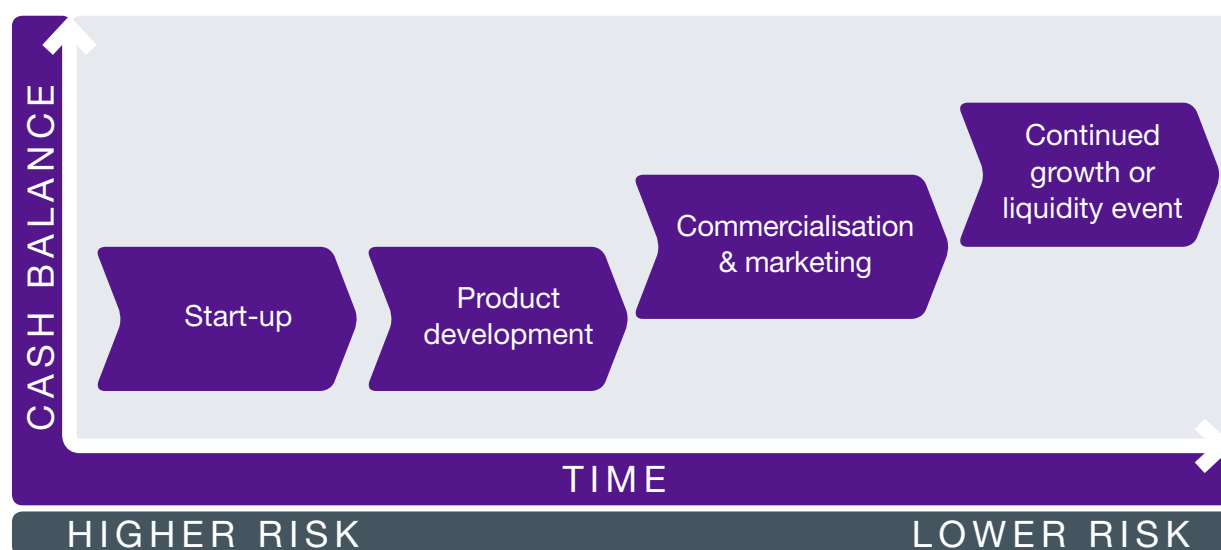 CASH BALANCE
Start-up
Product
development
Commercialisation
& marketing
Continued
growth or
liquidity event
TIME
HIGHER RISK
LOWER RISK